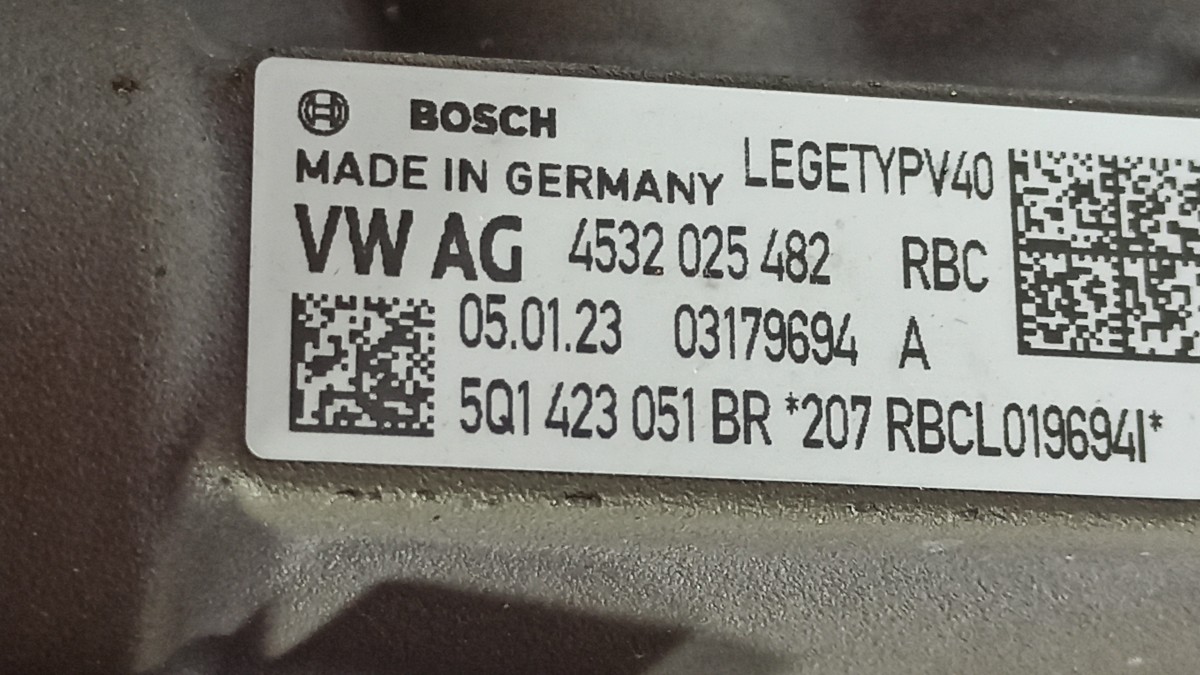 BOSCH
MADE IN GERMANY LEGETYPV40
VW AG 4532 025 482 RBC
05.01.23 03179694 A
5Q1 423 051 BR *207 RBCL019694I*